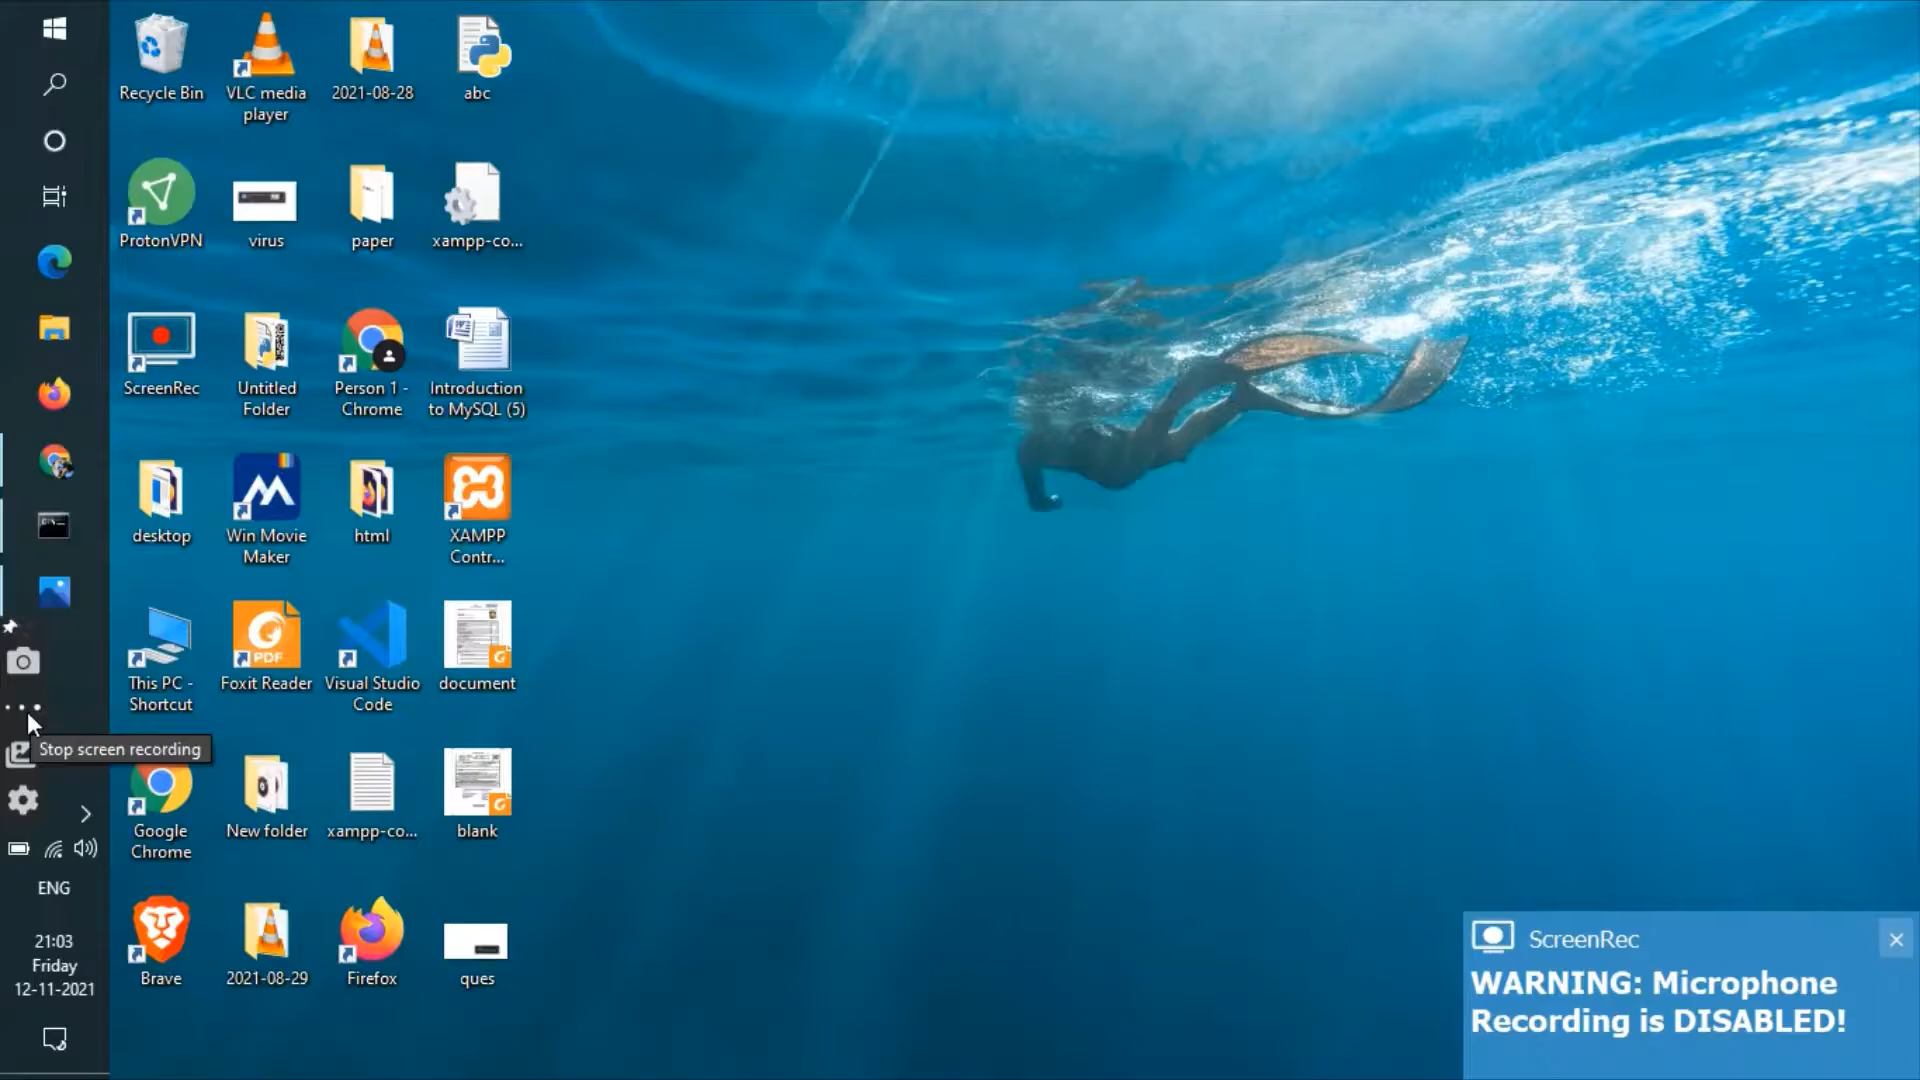 Recycle Bin
VLC media
player
2021-08-28
abc
ProtonVPN
virus
paper
xampp-co...
ScreenRec
Untitled
Folder
Person 1 -
Chrome
Introduction
to MySQL (5)
desktop
Win Movie
Maker
html
XAMPP
Contr...
This PC -
Shortcut
PDF
Foxit Reader
Visual Studio
Code
document
Stop screen recording
Google
Chrome
New folder
xampp-co...
blank
ENG
21:03
Friday
12-11-2021
Brave
2021-08-29
Firefox
ques
ScreenRec
WARNING: Microphone
Recording is DISABLED!